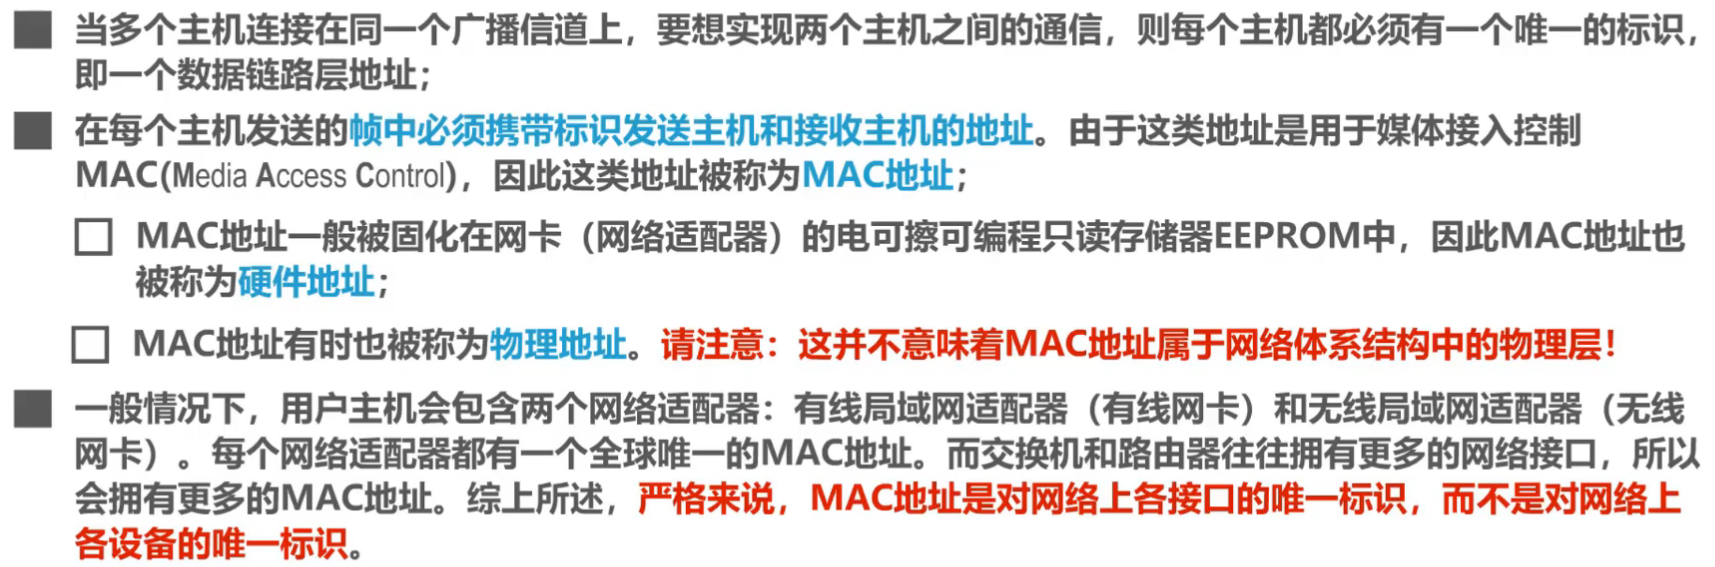 当多个主机连接在同一个广播信道上，要想实现两个主机之间的通信，则每个主机都必须有一个唯一的标识，
即一个数据链路层地址；
在每个主机发送的帧中必须携带标识发送主机和接收主机的地址。由于这类地址是用于媒体接入控制
MAC(Media Access Control)，因此这类地址被称为MAC地址；
MAC地址一般被固化在网卡（网络适配器）的电可擦可编程只读存储器EEPROM中，因此MAC地址也
被称为硬件地址；
MAC地址有时也被称为物理地址。请注意：这并不意味着MAC地址属于网络体系结构中的物理层！
一般情况下，用户主机会包含两个网络适配器：有线局域网适配器（有线网卡）和无线局域网适配器（无线
网卡）。每个网络适配器都有一个全球唯一的MAC地址。而交换机和路由器往往拥有更多的网络接口，所以
会拥有更多的MAC地址。综上所述，严格来说，MAC地址是对网络上各接口的唯一标识，而不是对网络上
各设备的唯一标识。